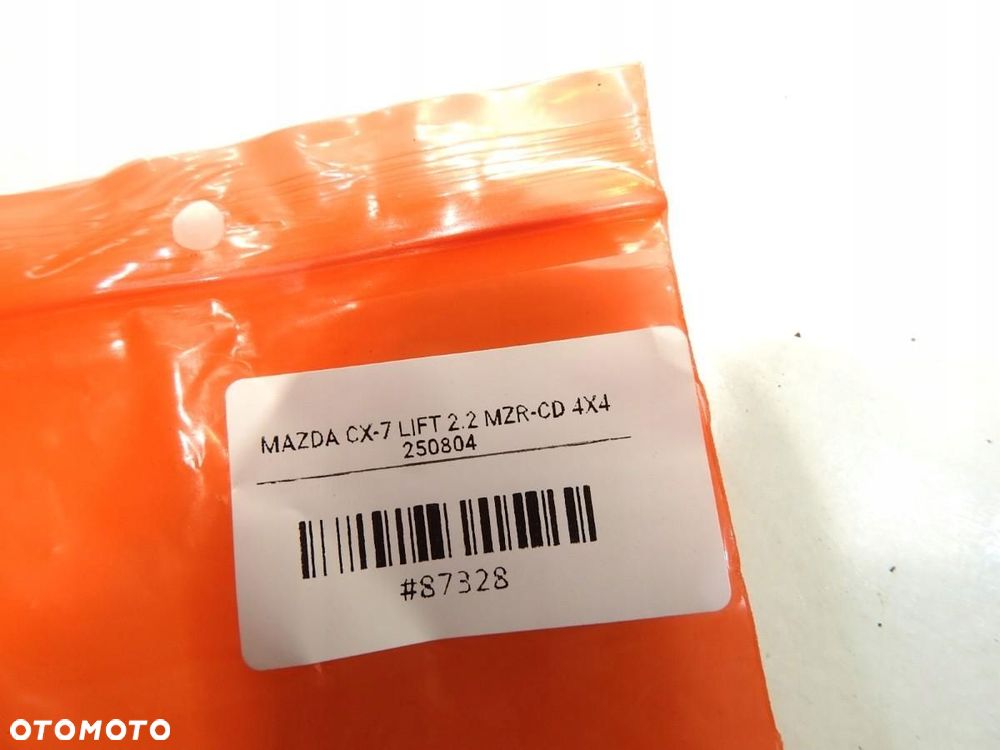 MAZDA CX-7 LIFT 2.2 MZR-CD 4X4
250804
#87328
OTOMOTO